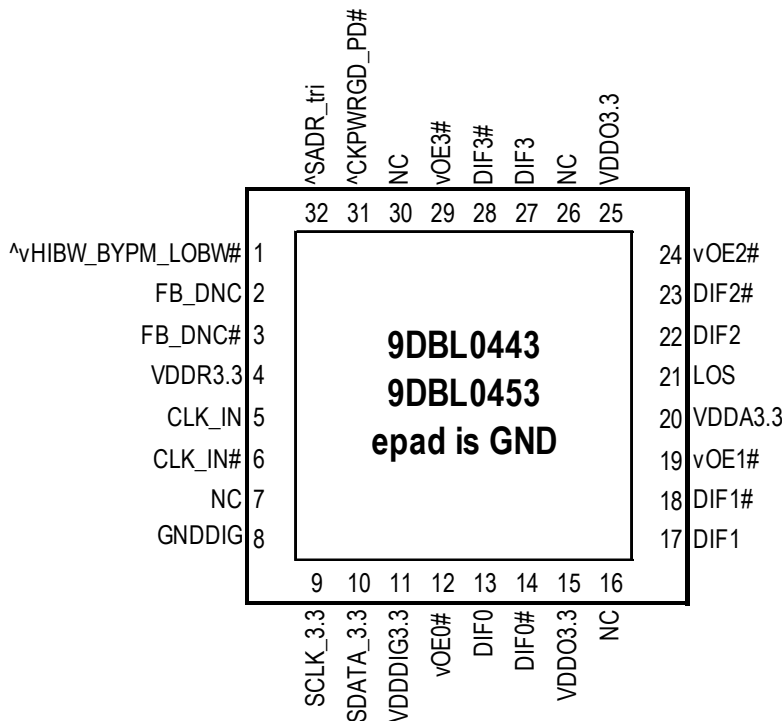 ^SADR_tri
^CKPWRGD_PD#
NC
vOE3#
DIF3#
DIF3
NC
VDDO3.3
32 31 30 29 28 27 26 25
^vHIBW_BYPM_LOBW# 1
FB_DNC 2
FB_DNC# 3
VDDR3.3 4
CLK_IN 5
CLK_IN# 6
NC 7
GNDDIG 8
9DBL0443
9DBL0453
epad is GND
24 vOE2#
23 DIF2#
22 DIF2
21 LOS
20 VDDA3.3
19 vOE1#
18 DIF1#
17 DIF1
9 10 11 12 13 14 15 16
SCLK_3.3
SDATA_3.3
VDDDIG3.3
vOE0#
DIF0
DIF0#
VDDO3.3
NC